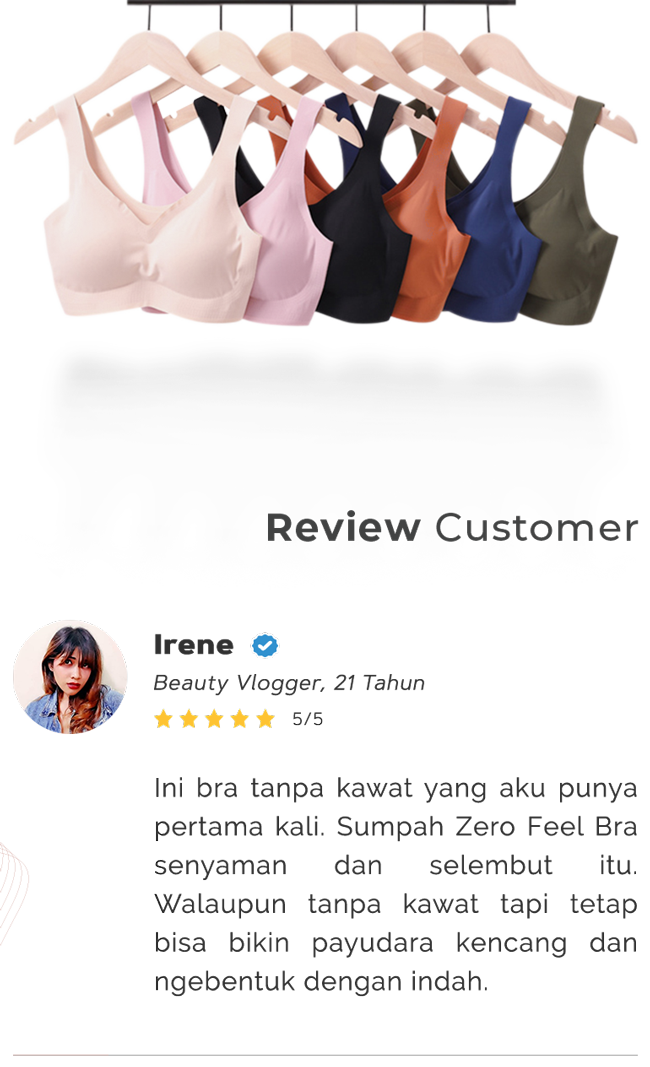 Review Customer
Irene
Beauty Vlogger, 21 Tahun
5/5
Ini bra tanpa kawat yang aku punya
pertama kali. Sumpah Zero Feel Bra
senyaman dan selembut itu.
Walaupun tanpa kawat tapi tetap
bisa bikin payudara kencang dan
ngebentuk dengan indah.